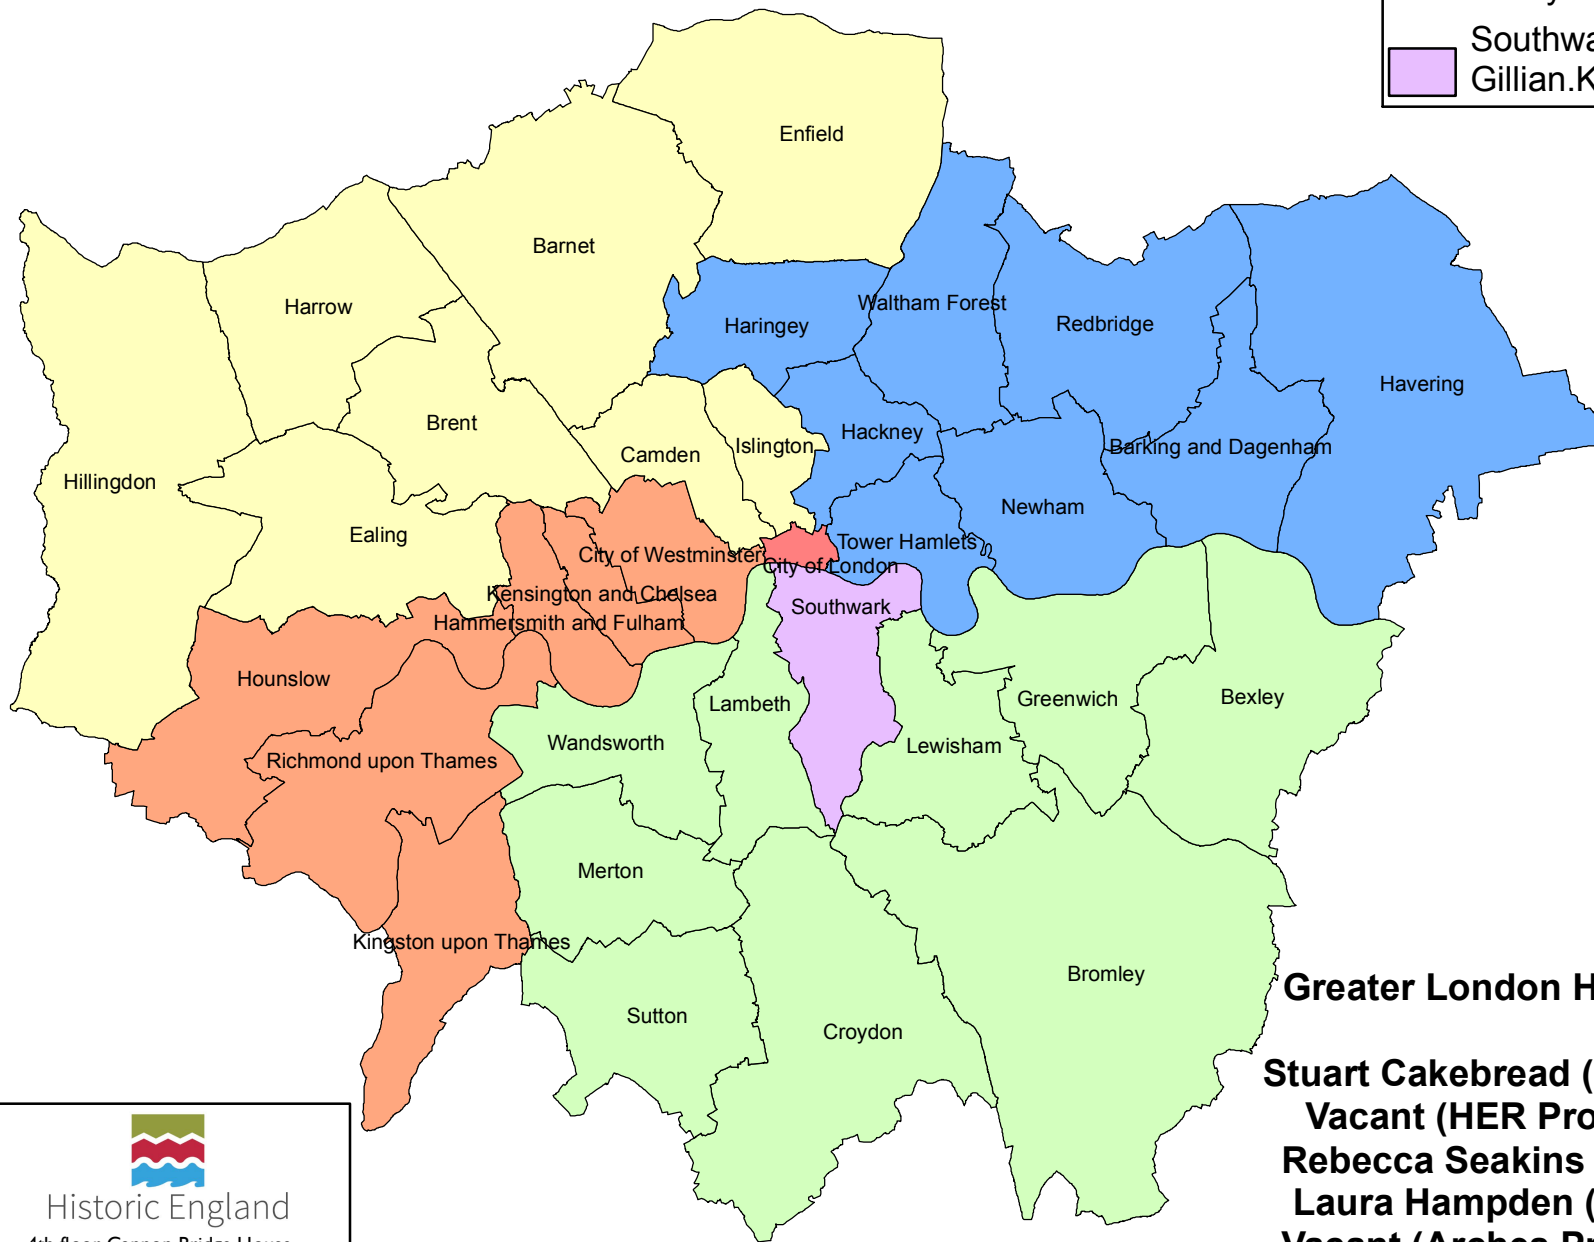 Southwa
Gillian.K
Enfield
Barnet
Harrow
Haringey
Waltham Forest
Redbridge
Havering
Brent
Hackney
Islington
Camden
Barking and Dagenham
Hillingdon
Newham
Ealing
Tower Hamlets
City of Westminster
City of London
Kensington and Chelsea
Southwark
Hammersmith and Fulham
Hounslow
Lambeth
Greenwich
Bexley
Wandsworth
Lewisham
Richmond upon Thames
Merton
Kingston upon Thames
Bromley
Sutton
Croydon
Greater London H
Stuart Cakebread (
Vacant (HER Pro
Rebecca Seakins
Laura Hampden (
Historic England